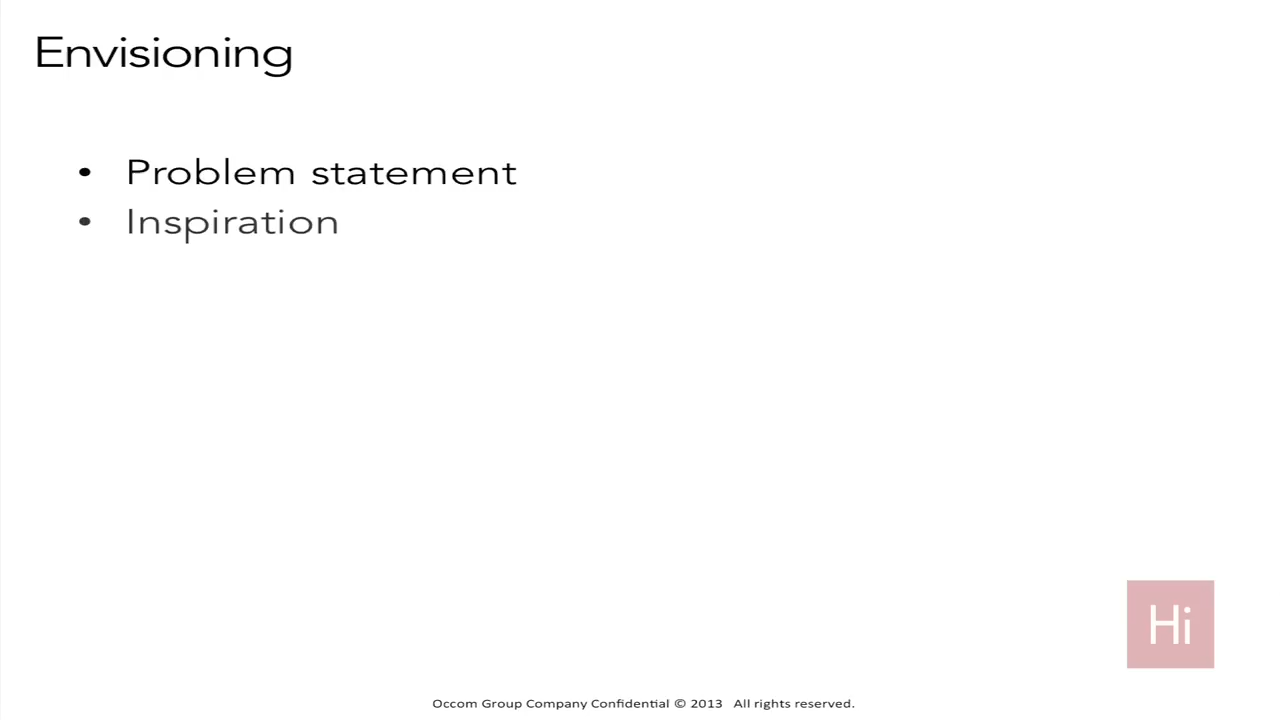 Envisioning
• Problem statement
• Inspiration
Hi
Occom Group Company Confidential © 2013 All rights reserved.